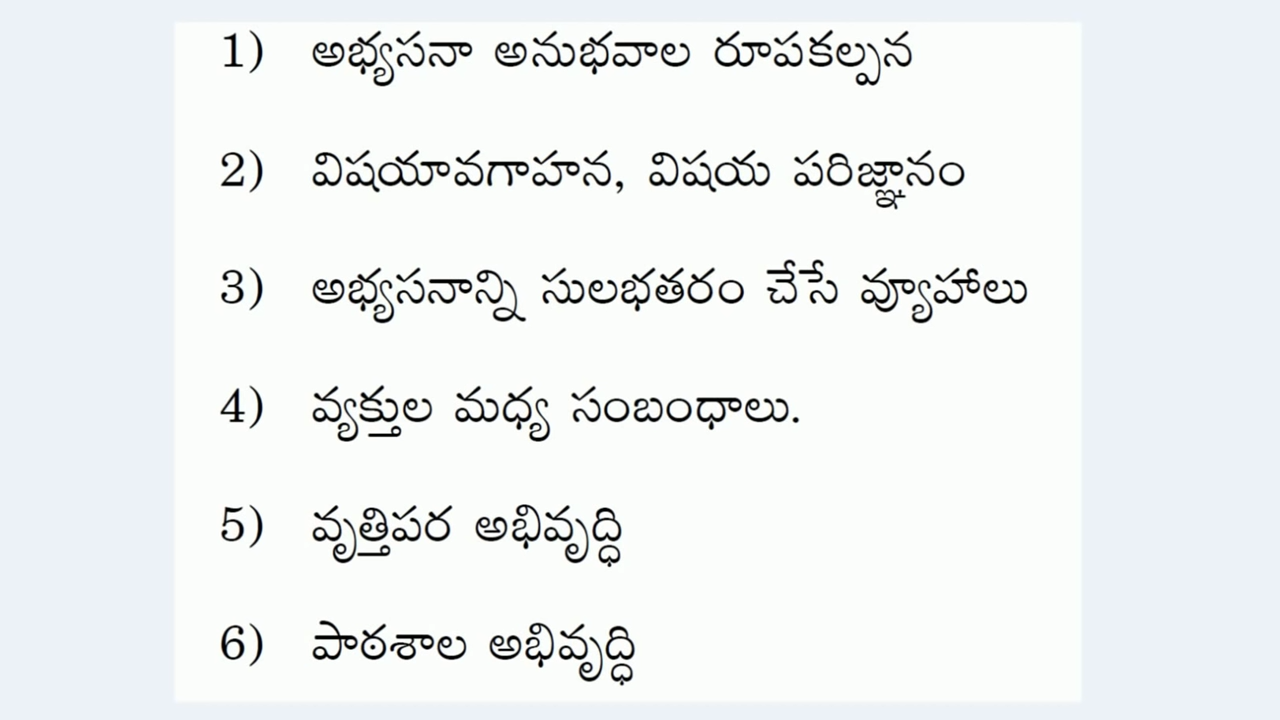 1) అభ్యసనా అనుభవాల రూపకల్పన
2) విషయావగాహన, విషయ పరిజ్ఞానం
3) అభ్యసనాన్ని సులభతరం చేసే వ్యూహాలు
4) వ్యక్తుల మధ్య సంబంధాలు.
5) వృత్తిపర అభివృద్ధి
6) పాఠశాల అభివృద్ధి